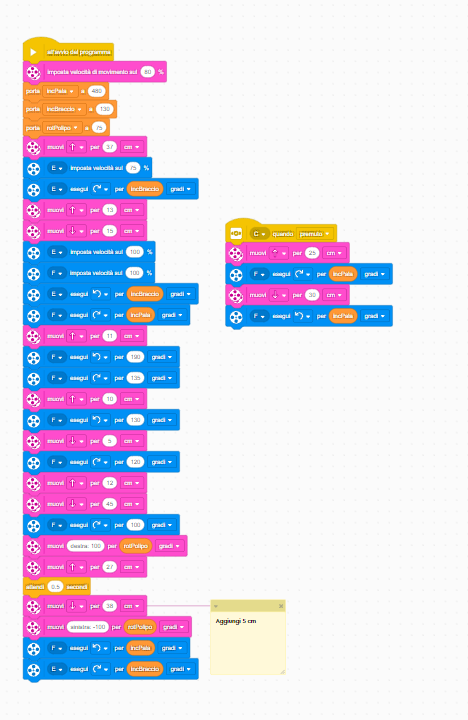 all'avvio del programma
imposta velocità di movimento sul 80 %
porta incPala a 480
porta incBraccio a 130
porta rotPolipo a 75
muovi ↑ per 37 cm
E imposta velocità sul 75 %
E esegui per incBraccio gradi
muovi ↑ per 13 cm
muovi ↓ per 15 cm
E imposta velocità sul 100 %
F imposta velocità sul 100 %
E esegui per incBraccio gradi
F esegui per incPala gradi
muovi ↑ per 11 cm
F esegui per 190 gradi
F esegui per 135 gradi
muovi ↑ per 10 cm
F esegui per 130 gradi
muovi ↓ per 5 cm
F esegui per 120 gradi
muovi ↑ per 12 cm
muovi ↓ per 45 cm
F esegui per 100 gradi
muovi destra: 100 per rotPolipo gradi
muovi ↑ per 27 cm
attendi 0.5 secondi
muovi ↓ per 38 cm
muovi sinistra: -100 per rotPolipo gradi
F esegui per incPala gradi
E esegui per incBraccio gradi
C quando premuto
muovi ↑ per 25 cm
F esegui per incPala gradi
muovi ↓ per 30 cm
F esegui per incPala gradi
Aggiungi 5 cm